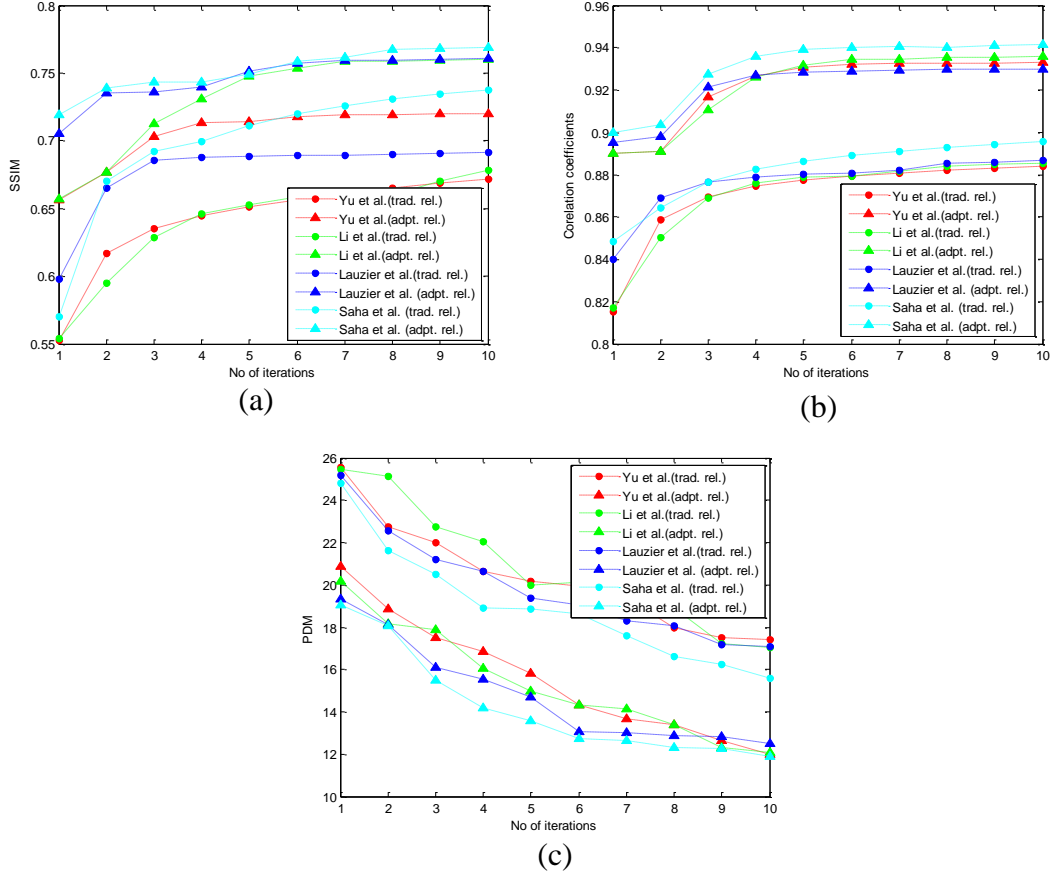 0.8
0.75
0.7
0.65
0.6
0.55
SSIM
1 2 3 4 5 6 7 8 9 10
No of iterations
Yu et al.(trad. rel.)
Yu et al.(adpt. rel.)
Li et al.(trad. rel.)
Li et al.(adpt. rel.)
Lauzier et al.(trad. rel.)
Lauzier et al. (adpt. rel.)
Saha et al. (trad. rel.)
Saha et al. (adpt. rel.)
(a)
0.96
0.94
0.92
0.9
0.88
0.86
0.84
0.82
0.8
Corelation coefficients
1 2 3 4 5 6 7 8 9 10
No of iterations
Yu et al.(trad. rel.)
Yu et al.(adpt. rel.)
Li et al.(trad. rel.)
Li et al.(adpt. rel.)
Lauzier et al.(trad. rel.)
Lauzier et al. (adpt. rel.)
Saha et al. (trad. rel.)
Saha et al. (adpt. rel.)
(b)
26
24
22
20
18
16
14
12
10
PDM
1 2 3 4 5 6 7 8 9 10
No of iterations
Yu et al.(trad. rel.)
Yu et al.(adpt. rel.)
Li et al.(trad. rel.)
Li et al.(adpt. rel.)
Lauzier et al.(trad. rel.)
Lauzier et al. (adpt. rel.)
Saha et al. (trad. rel.)
Saha et al. (adpt. rel.)
(c)